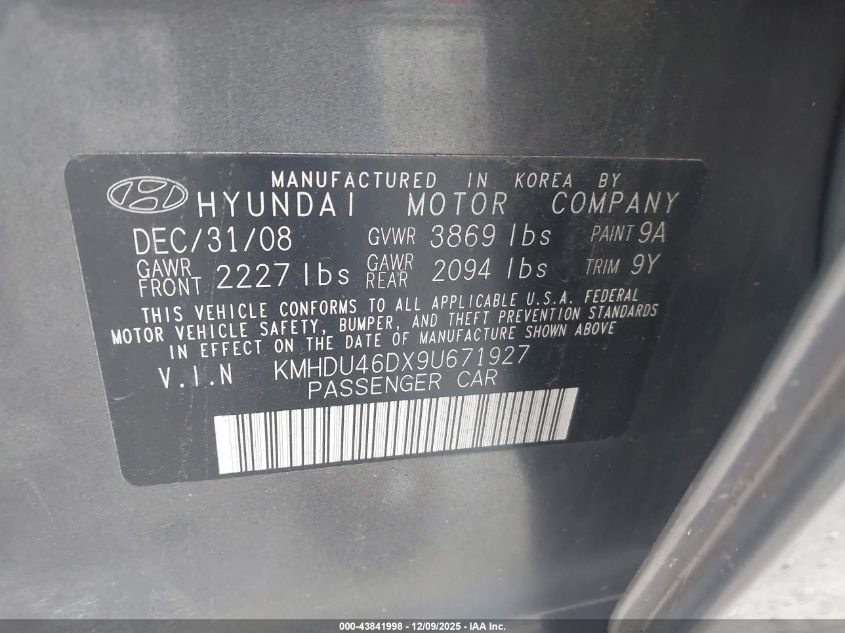 MANUFACTURED IN KOREA BY
HYUNDAI MOTOR COMPANY
DEC/31/08 GVWR 3869 lbs PAINT 9A
GAWR FRONT 2227 lbs GAWR REAR 2094 lbs TRIM 9Y
THIS VEHICLE CONFORMS TO ALL APPLICABLE U.S.A. FEDERAL
MOTOR VEHICLE SAFETY, BUMPER, AND THEFT PREVENTION STANDARDS
IN EFFECT ON THE DATE OF MANUFACTURE SHOWN ABOVE
V.I.N KMHDU46DX9U671927
PASSENGER CAR
000-43841998 - 12/09/2025 - IAA Inc.